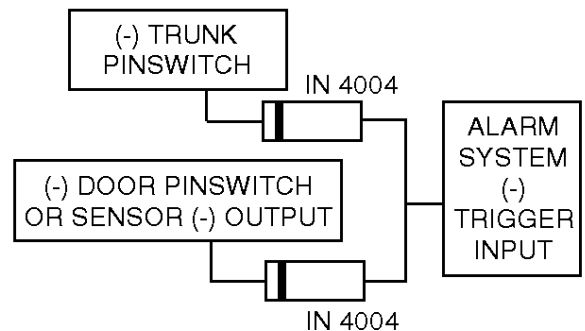 (-) TRUNK
PINSWITCH
IN 4004
ALARM
SYSTEM
(-)
TRIGGER
INPUT
(-) DOOR PINSWITCH
OR SENSOR (-) OUTPUT
IN 4004